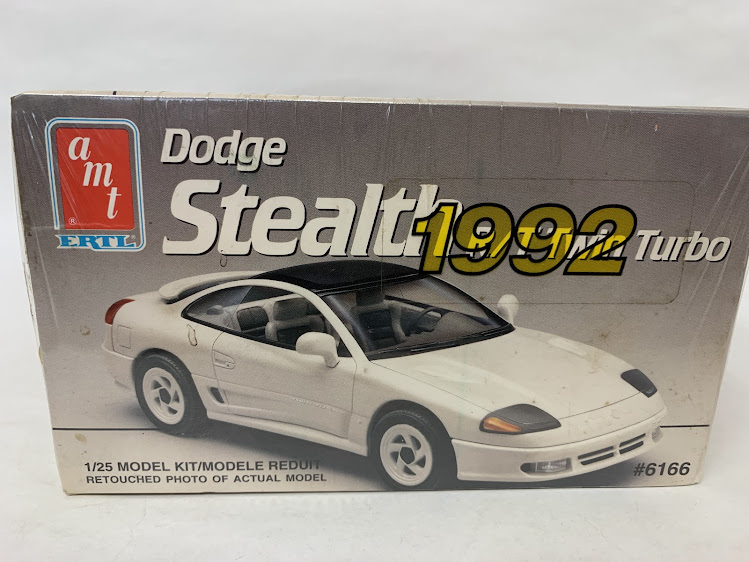 amt
®
ERTL
Dodge
Stealth
1992
R/T Twin Turbo
1/25 MODEL KIT/MODELE REDUIT
RETOUCHED PHOTO OF ACTUAL MODEL
#6166